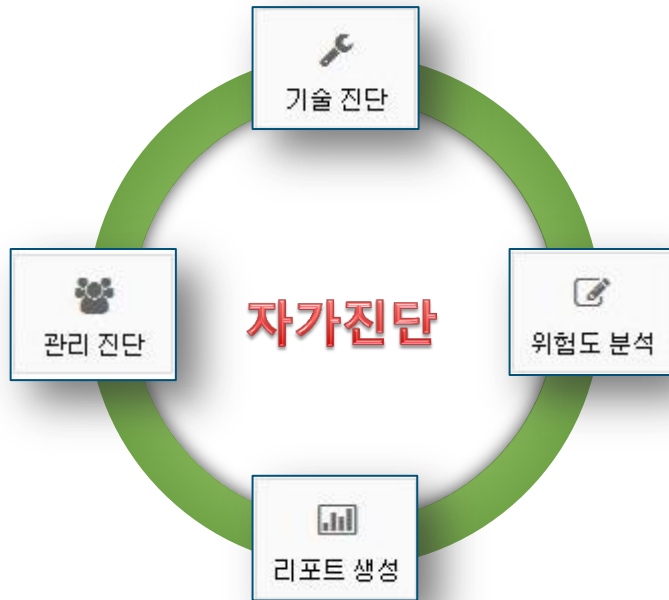 기술 진단
관리 진단
자가진단
위험도 분석
리포트 생성